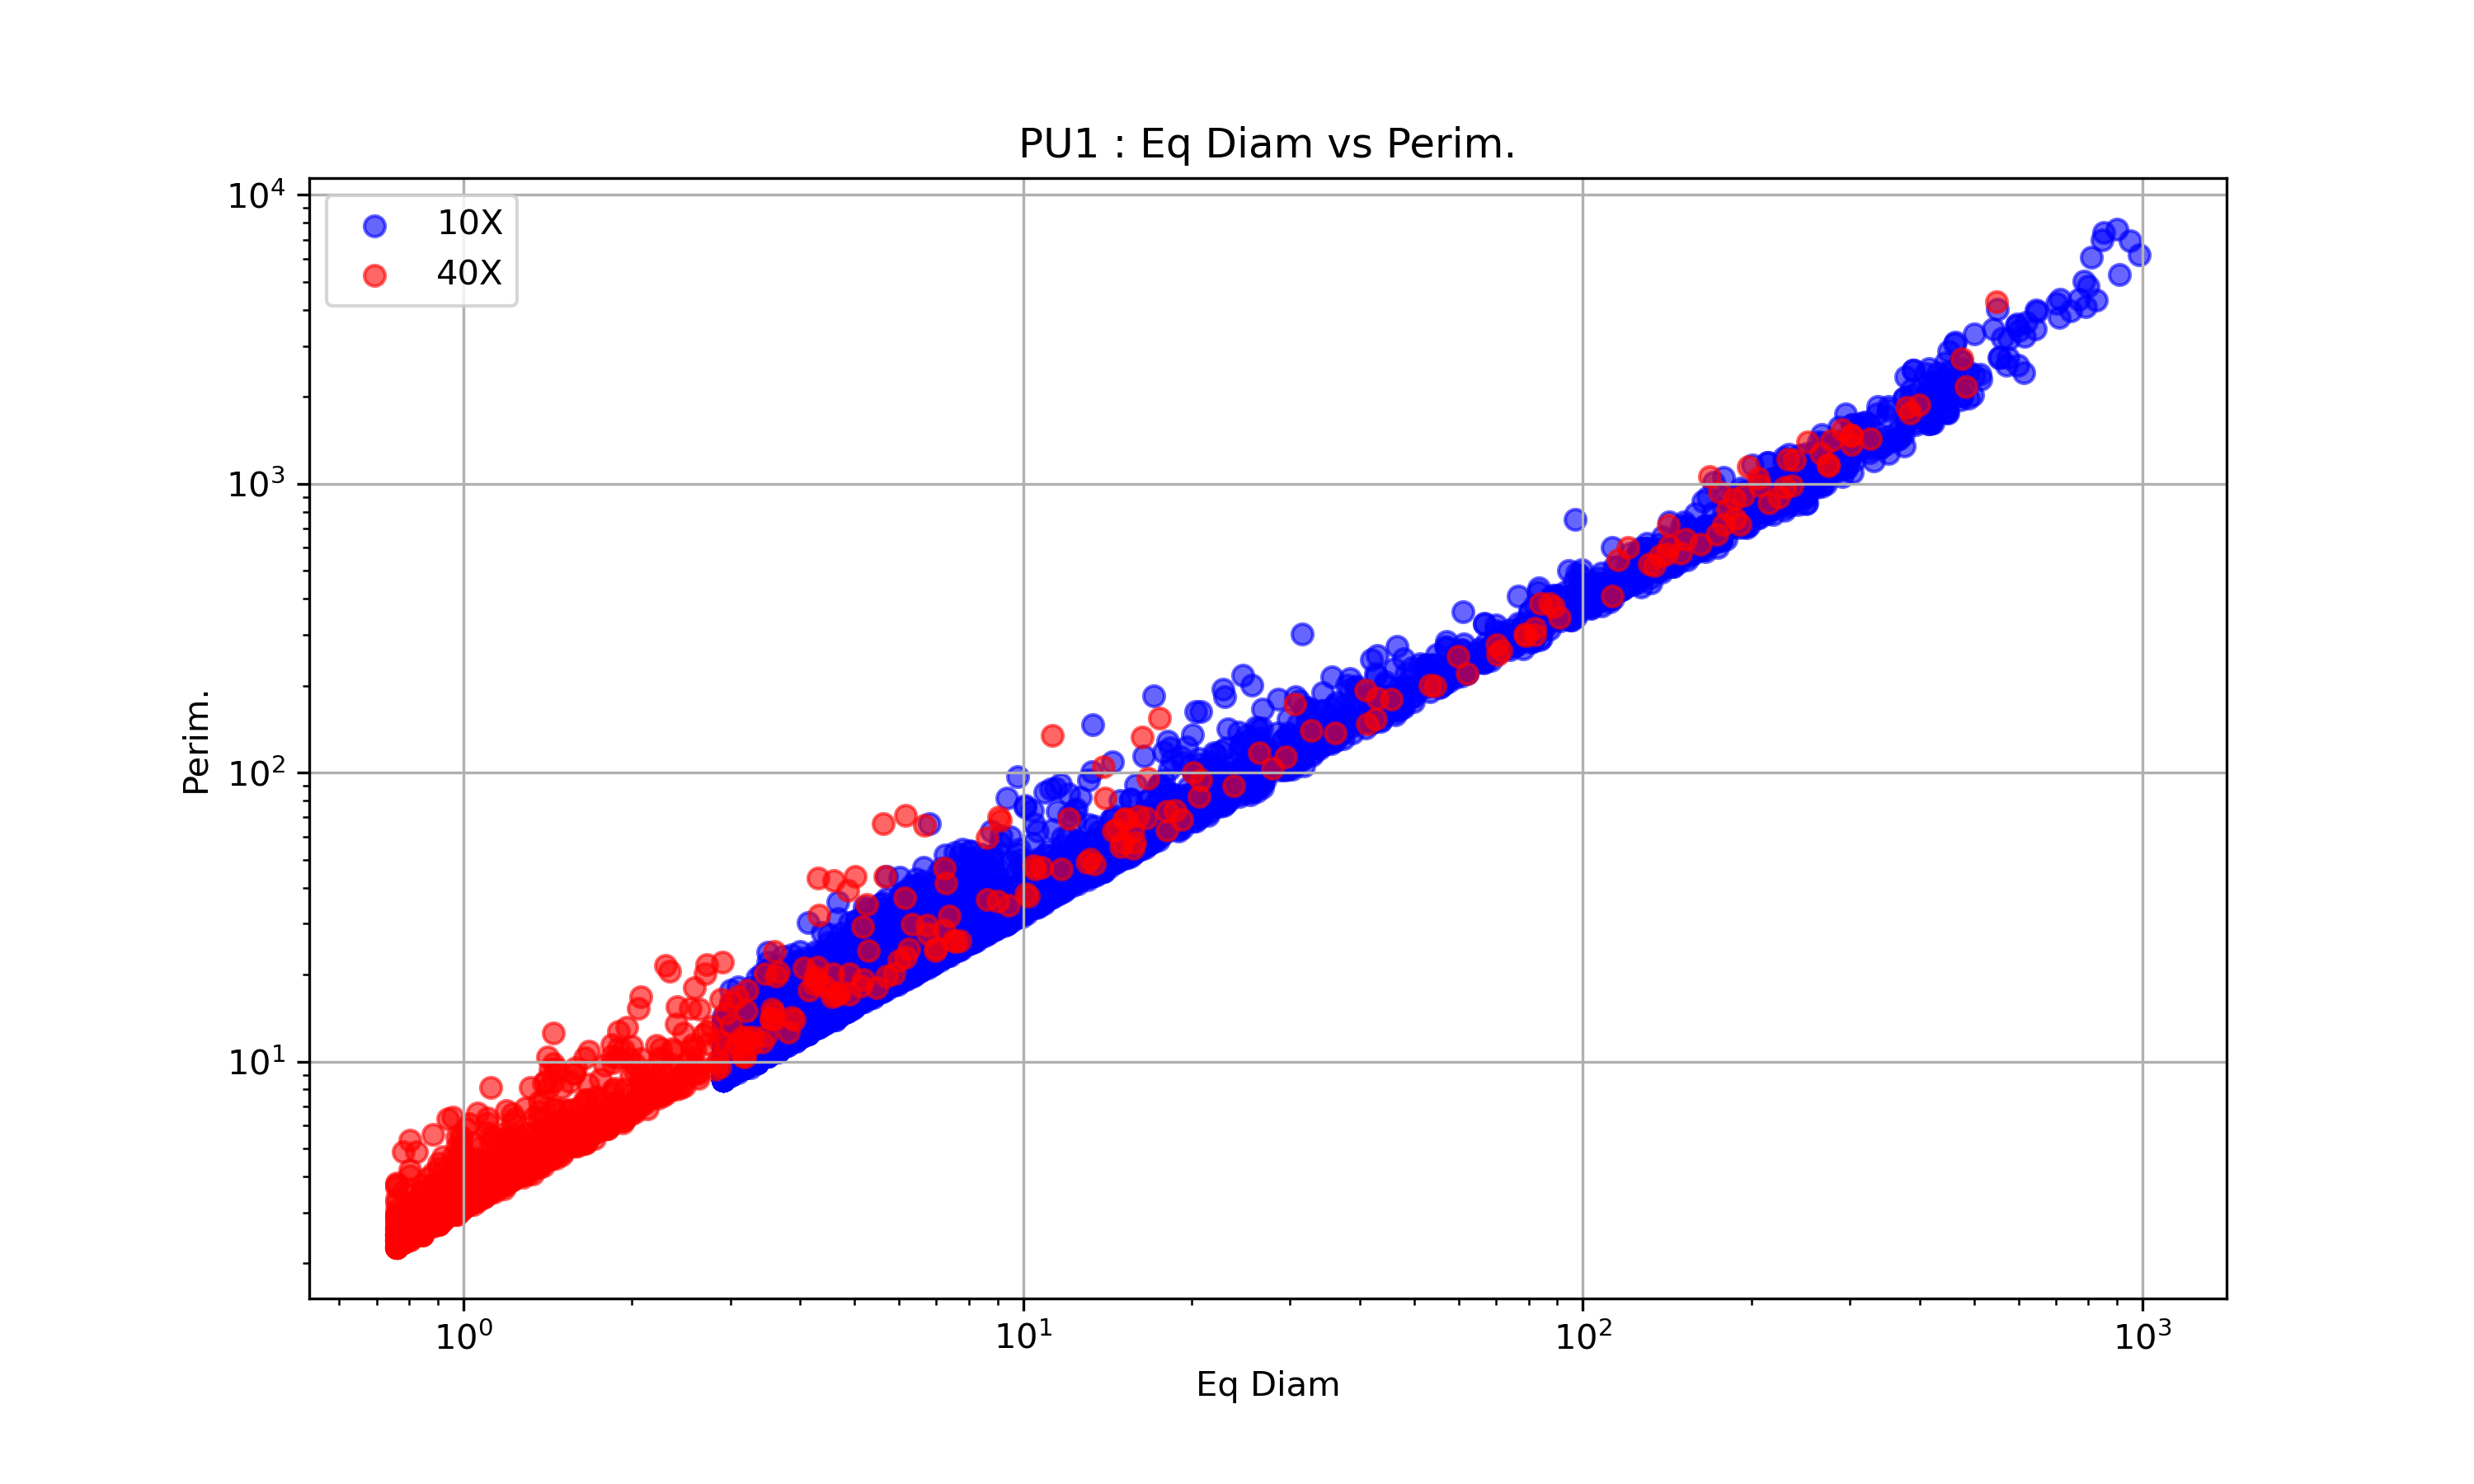 PU1 : Eq Diam vs Perim.
10X
40X
10⁴
10³
10²
10¹
Perim.
10⁰
10¹
10²
10³
Eq Diam